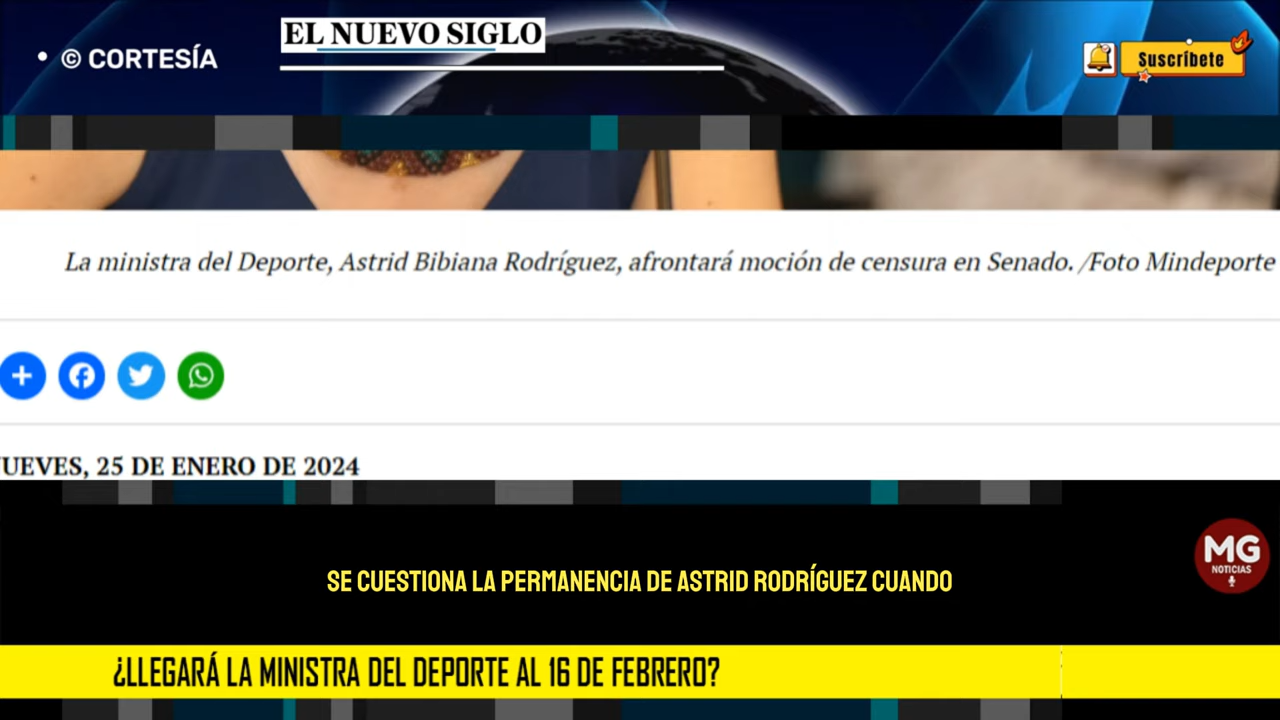 © CORTESÍA
EL NUEVO SIGLO
Suscríbete
La ministra del Deporte, Astrid Bibiana Rodríguez, afrontará moción de censura en Senado. /Foto Mindeporte
JUEVES, 25 DE ENERO DE 2024
MG
NOTICIAS
SE CUESTIONA LA PERMANENCIA DE ASTRID RODRÍGUEZ CUANDO
¿LLEGARÁ LA MINISTRA DEL DEPORTE AL 16 DE FEBRERO?